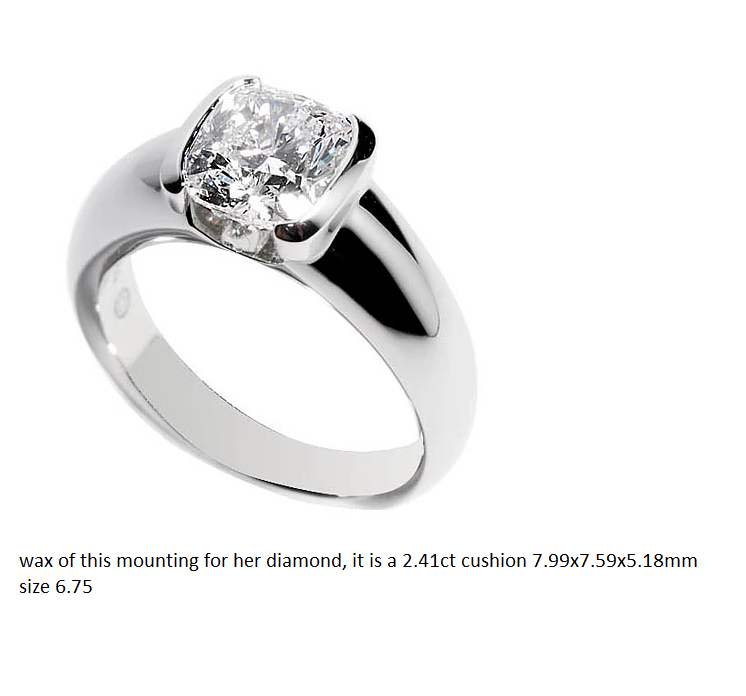 wax of this mounting for her diamond, it is a 2.41ct cushion 7.99x7.59x5.18mm
size 6.75